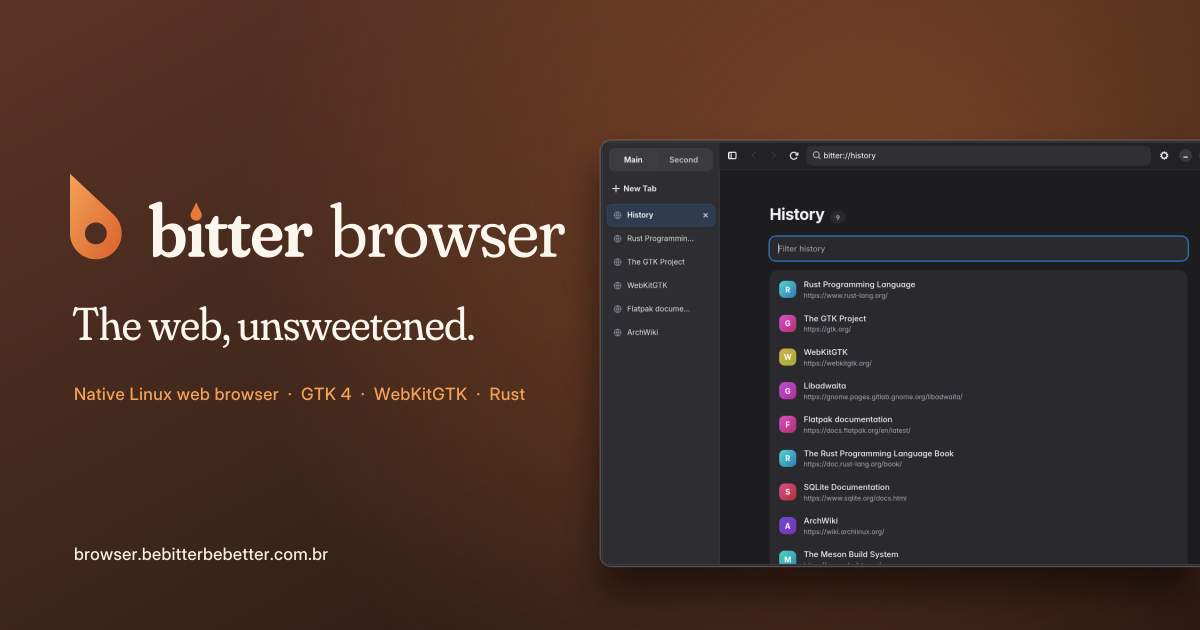 bitter browser
The web, unsweetened.
Native Linux web browser · GTK 4 · WebKitGTK · Rust
browser.bebitterbebetter.com.br
Main Second
bitter://history
New Tab
History
Rust Programmin...
The GTK Project
WebKitGTK
Flatpak docume...
ArchWiki
History 9
Filter history
R Rust Programming Language
https://www.rust-lang.org/
G The GTK Project
https://gtk.org/
W WebKitGTK
https://webkitgtk.org/
G Libadwaita
https://gnome.pages.gitlab.gnome.org/libadwaita/
F Flatpak documentation
https://docs.flatpak.org/en/latest/
R The Rust Programming Language Book
https://doc.rust-lang.org/book/
S SQLite Documentation
https://www.sqlite.org/docs.html
A ArchWiki
https://wiki.archlinux.org/
M The Meson Build System